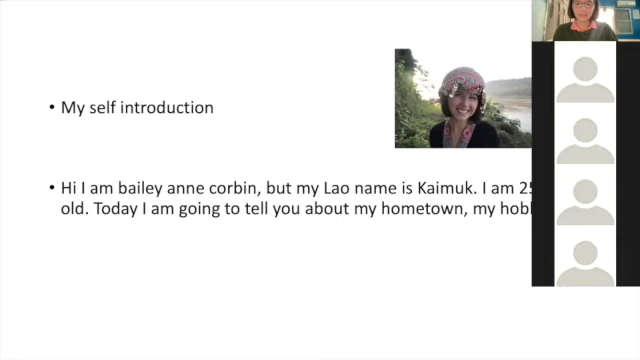 My self introduction
Hi I am bailey anne corbin, but my Lao name is Kaimuk. I am 25
old. Today I am going to tell you about my hometown, my